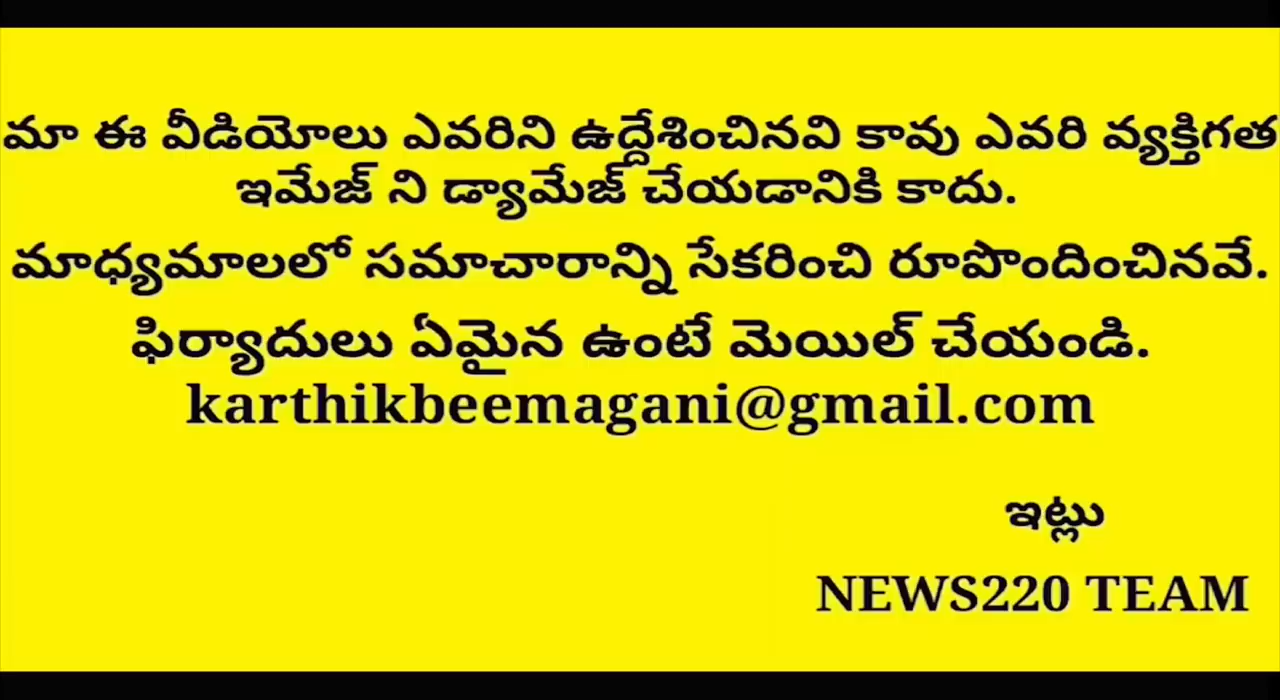 మా ఈ వీడియోలు ఎవరిని ఉద్దేశించినవి కావు ఎవరి వ్యక్తిగత
ఇమేజ్ ని డ్యామేజ్ చేయడానికి కాదు.
మాధ్యమాలలో సమాచారాన్ని సేకరించి రూపొందించినవే.
ఫిర్యాదులు ఏమైన ఉంటే మెయిల్ చేయండి.
karthikbeemagani@gmail.com
ఇట్లు
NEWS220 TEAM